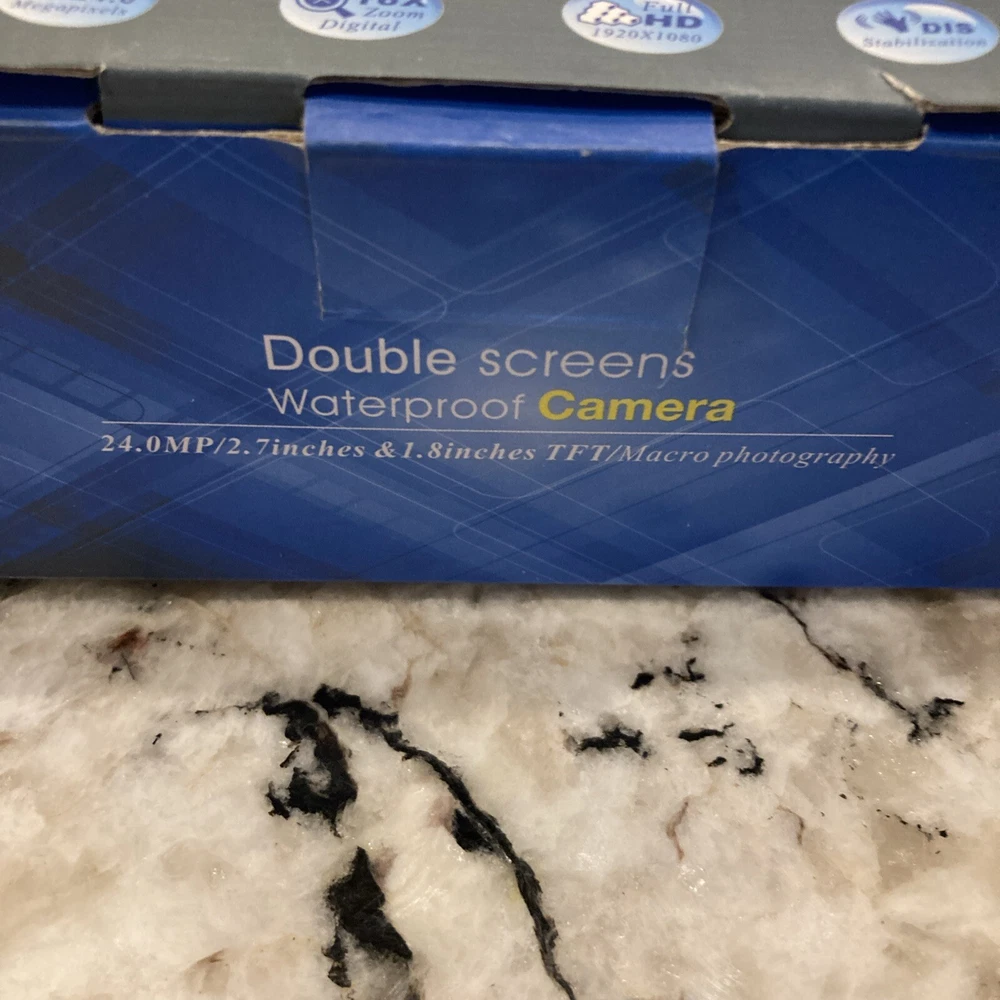 Megapixels
16X
Zoom
Digital
Full
HD
1920X1080
DIS
Stabilization
Double screens
Waterproof Camera
24.0MP/2.7inches &1.8inches TFT/Macro photography